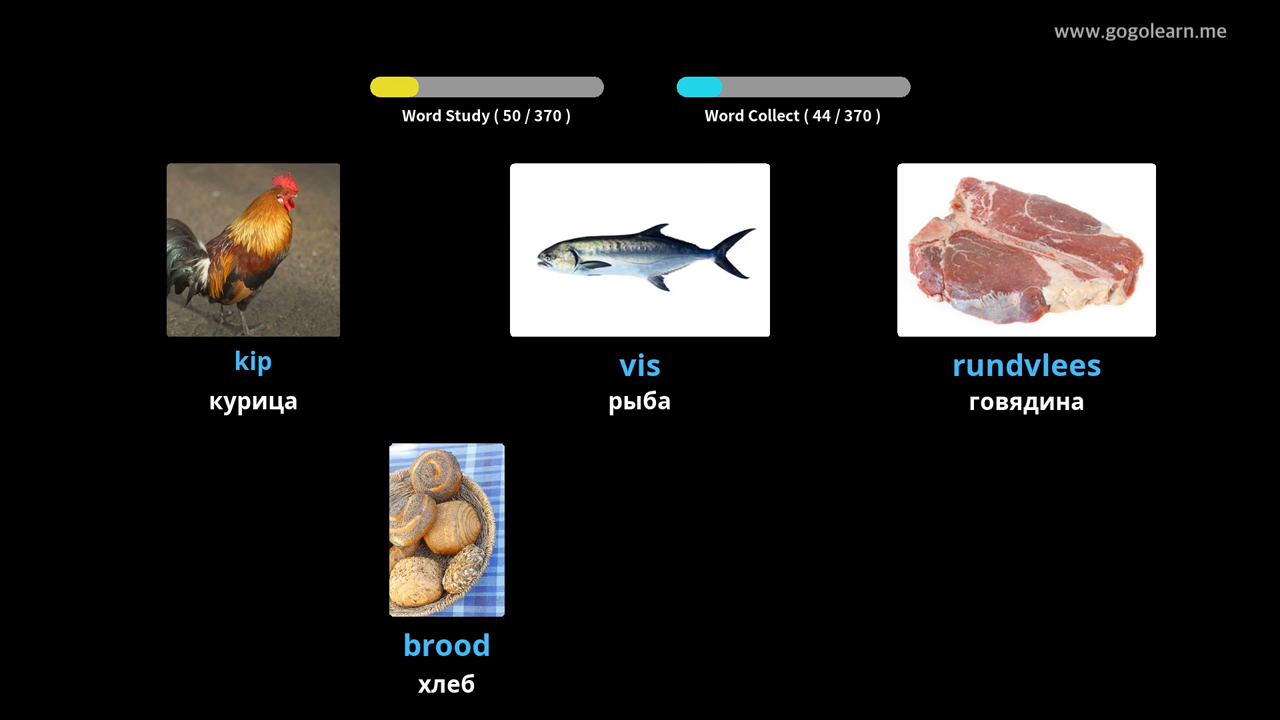 www.gogolearn.me
Word Study ( 50 / 370 )
Word Collect ( 44 / 370 )
kip
курица
vis
рыба
rundvlees
говядина
brood
хлеб